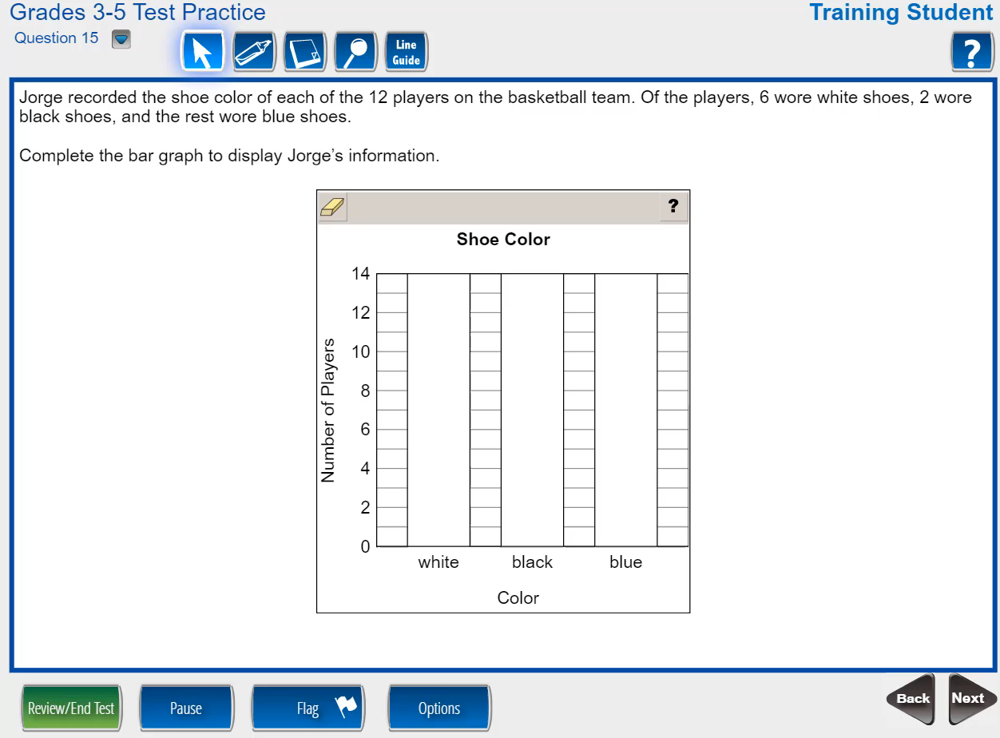 Grades 3-5 Test Practice
Training Student
Question 15
Line
Guide
?
Jorge recorded the shoe color of each of the 12 players on the basketball team. Of the players, 6 wore white shoes, 2 wore
black shoes, and the rest wore blue shoes.
Complete the bar graph to display Jorge’s information.
?
Shoe Color
Number of Players
14
12
10
8
6
4
2
0
white black blue
Color
Review/End Test Pause Flag Options Back Next